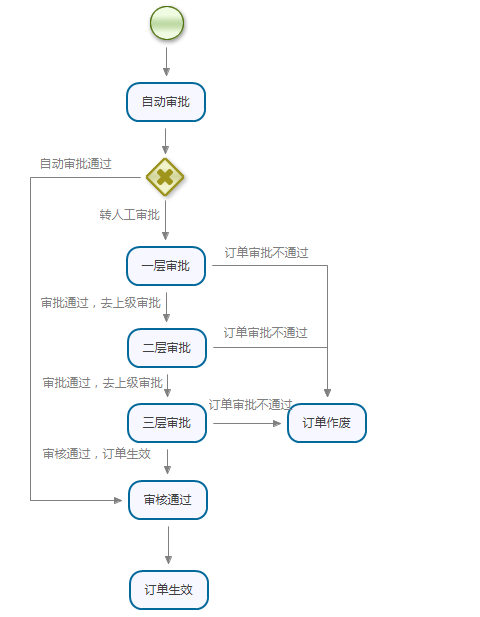 自动审批
自动审批通过
转人工审批
一层审批
订单审批不通过
审批通过，去上级审批
二层审批
订单审批不通过
审批通过，去上级审批
三层审批
订单审批不通过
订单作废
审核通过，订单生效
审核通过
订单生效